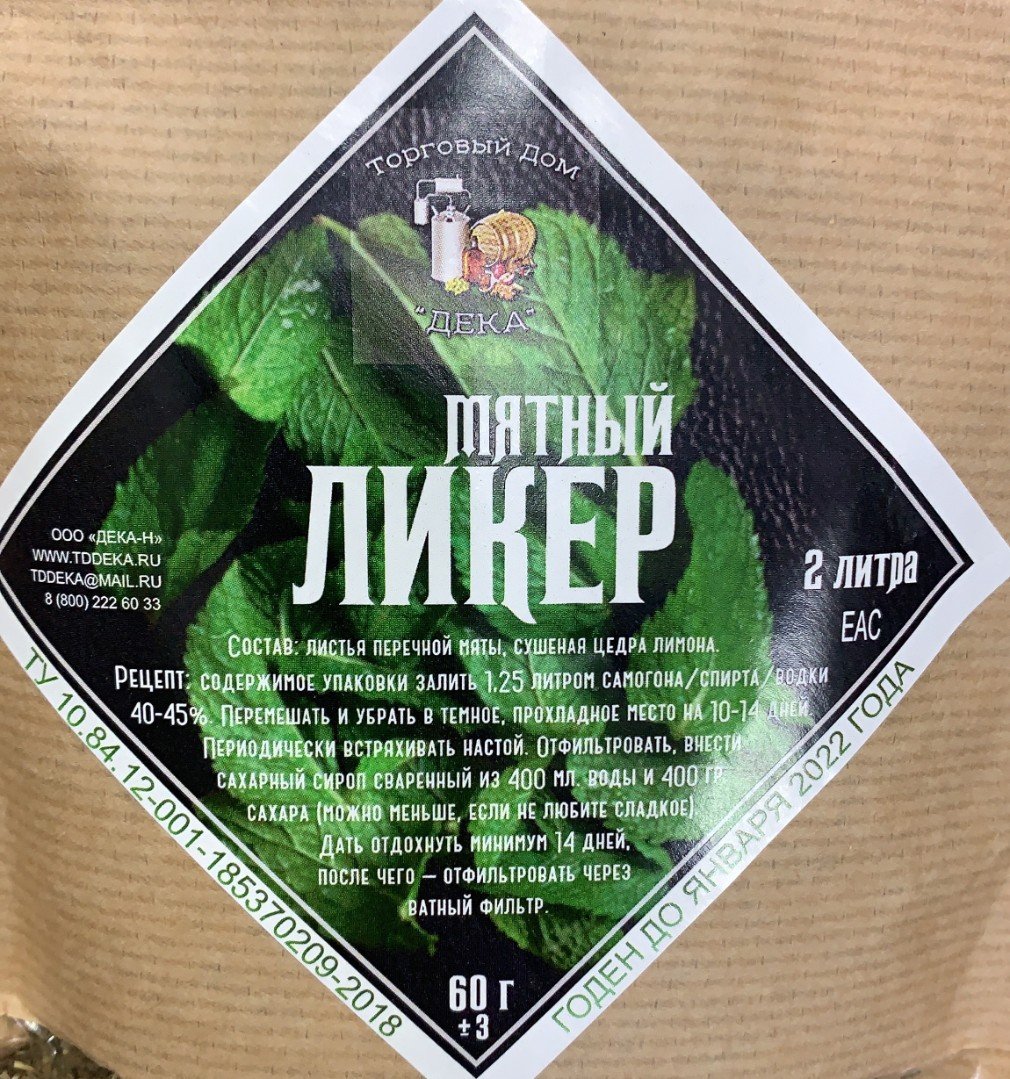 Торговый Дом
"ДЕКА"
МЯТНЫЙ
ЛИКЕР
ООО «ДЕКА-Н»
WWW.TDDEKA.RU
TDDEKA@MAIL.RU
8 (800) 222 60 33
2 литра
EAC
Состав: листья перечной мяты, сушеная цедра лимона.
Рецепт: содержимое упаковки залить 1,25 литром самогона/спирта/водки
40-45%. Перемешать и убрать в темное, прохладное место на 10-14 дней.
Периодически встряхивать настой. Отфильтровать, внести
сахарный сироп сваренный из 400 мл. воды и 400 гр.
сахара (можно меньше, если не любите сладкое).
Дать отдохнуть минимум 14 дней,
после чего – отфильтровать через
ватный фильтр.
60 г
±3
ТУ 10.84.12-001-185370209-2018
ГОДЕН ДО ЯНВАРЯ 2022 ГОДА